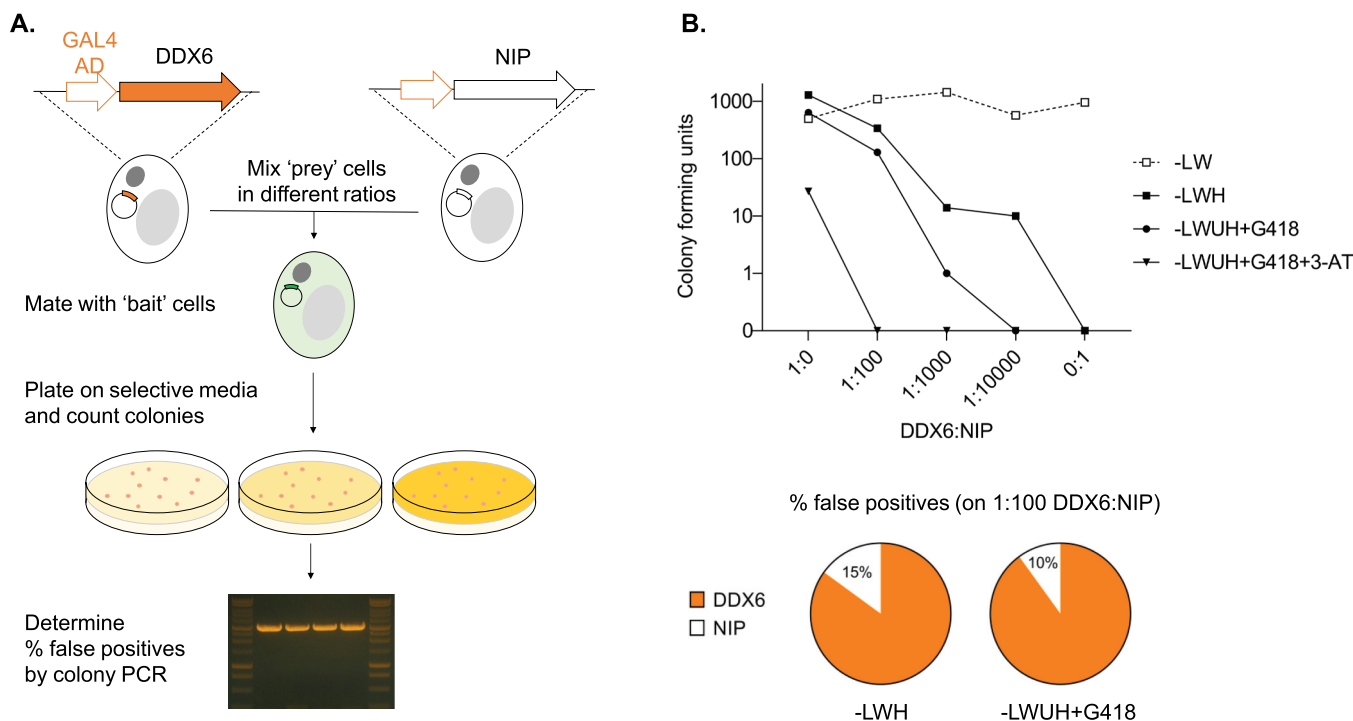 A.
GAL4
AD
DDX6
NIP
Mix ‘prey’ cells
in different ratios
Mate with ‘bait’ cells
Plate on selective media
and count colonies
Determine
% false positives
by colony PCR
B.
Colony forming units
1000
100
10
1
0
1:0
1:100
1:1000
1:10000
0:1
DDX6:NIP
-LW
-LWH
-LWUH+G418
-LWUH+G418+3-AT
% false positives (on 1:100 DDX6:NIP)
DDX6
NIP
15%
10%
-LWH
-LWUH+G418